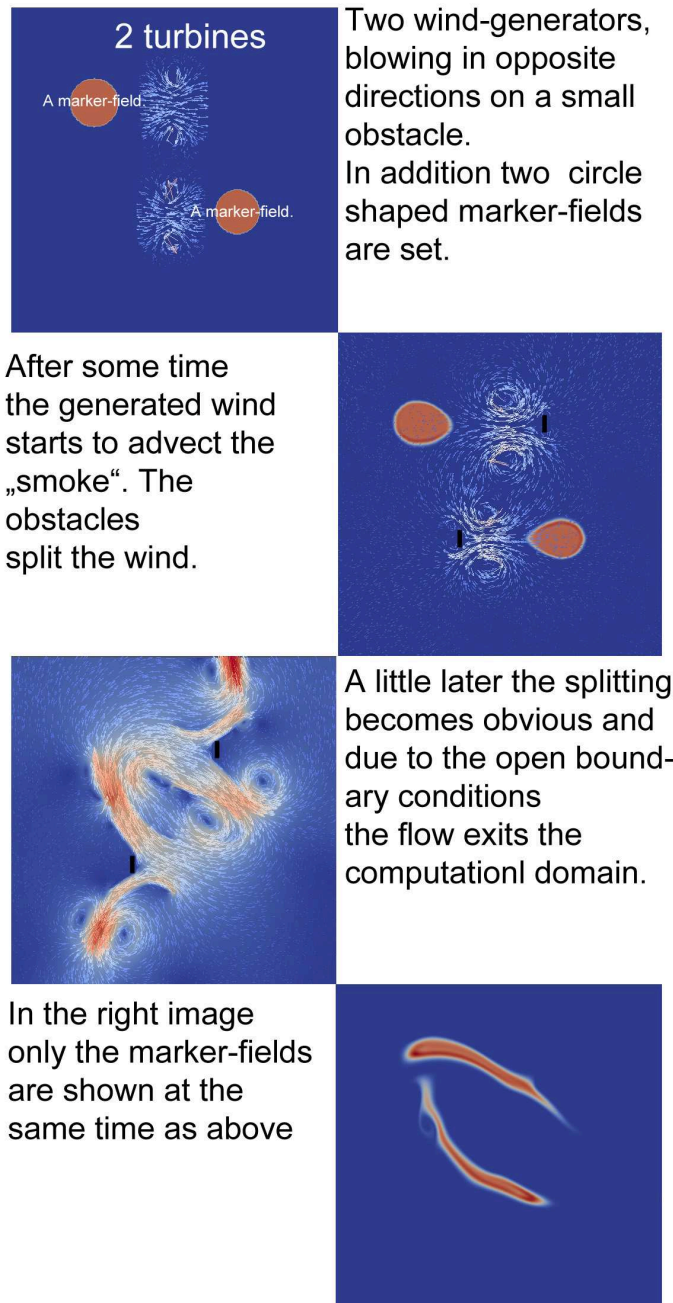 2 turbines
A marker-field.
A marker-field.
Two wind-generators,
blowing in opposite
directions on a small
obstacle.
In addition two  circle
shaped marker-fields
are set.
After some time
the generated wind
starts to advect the
„smoke“. The
obstacles
split the wind.
A little later the splitting
becomes obvious and
due to the open bound-
ary conditions
the flow exits the
computationl domain.
In the right image
only the marker-fields
are shown at the
same time as above